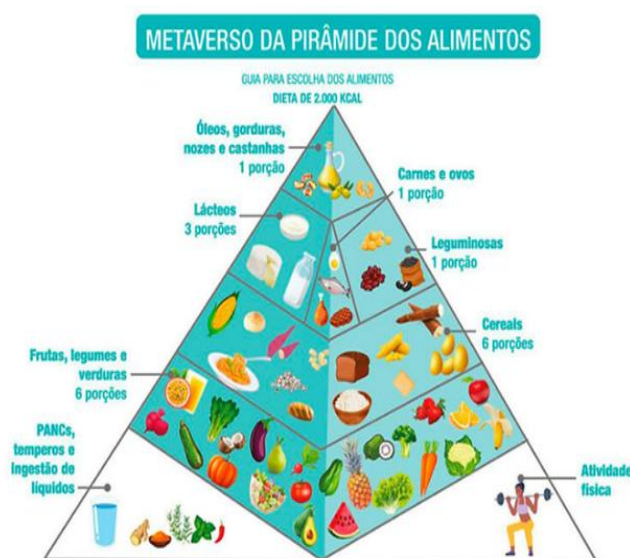 METAVERSO DA PIRÂMIDE DOS ALIMENTOS
GUIA PARA ESCOLHA DOS ALIMENTOS
DIETA DE 2.000 KCAL
Óleos, gorduras,
nozes e castanhas
1 porção
Carnes e ovos
1 porção
Lácteos
3 porções
Leguminosas
1 porção
Cereais
6 porções
Frutas, legumes e
verduras
6 porções
PANCs,
temperos e
ingestão de
líquidos
Atividade
física